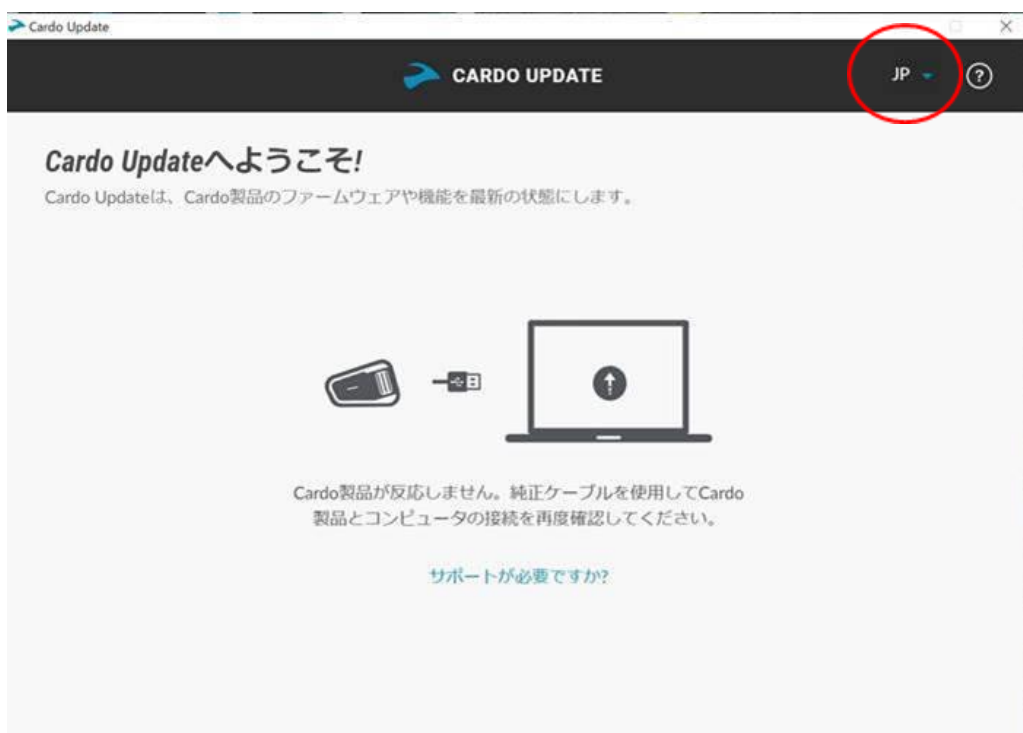 Cardo Update
CARDO UPDATE
JP
?
Cardo Updateへようこそ!
Cardo Updateは、Cardo製品のファームウェアや機能を最新の状態にします。
Cardo製品が反応しません。純正ケーブルを使用してCardo
製品とコンピュータの接続を再度確認してください。
サポートが必要ですか?